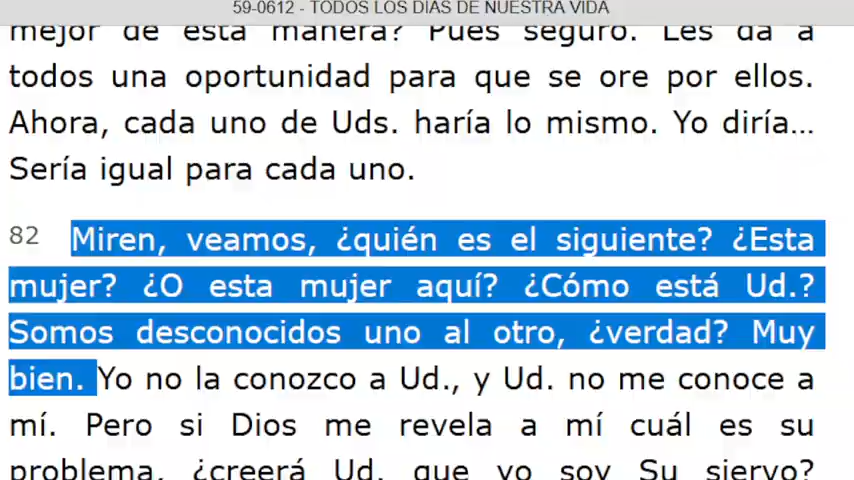 59-0612 - TODOS LOS DIAS DE NUESTRA VIDA
mejor de esta manera? Pues seguro. Les da a
todos una oportunidad para que se ore por ellos.
Ahora, cada uno de Uds. haría lo mismo. Yo diría...
Sería igual para cada uno.
82 Miren, veamos, ¿quién es el siguiente? ¿Esta
mujer? ¿O esta mujer aquí? ¿Cómo está Ud.?
Somos desconocidos uno al otro, ¿verdad? Muy
bien. Yo no la conozco a Ud., y Ud. no me conoce a
mí. Pero si Dios me revela a mí cuál es su
problema, ¿creerá Ud. que yo soy Su siervo?